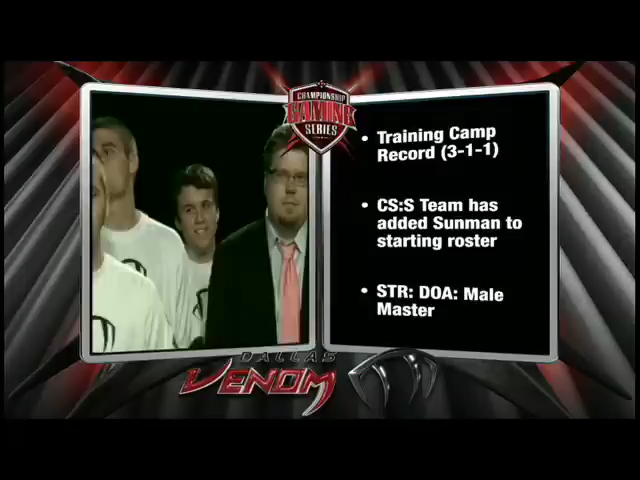 CHAMPIONSHIP
GAMING
SERIES
• Training Camp
Record (3-1-1)
• CS:S Team has
added Sunman to
starting roster
• STR: DOA: Male
Master
DALLAS
VENOM